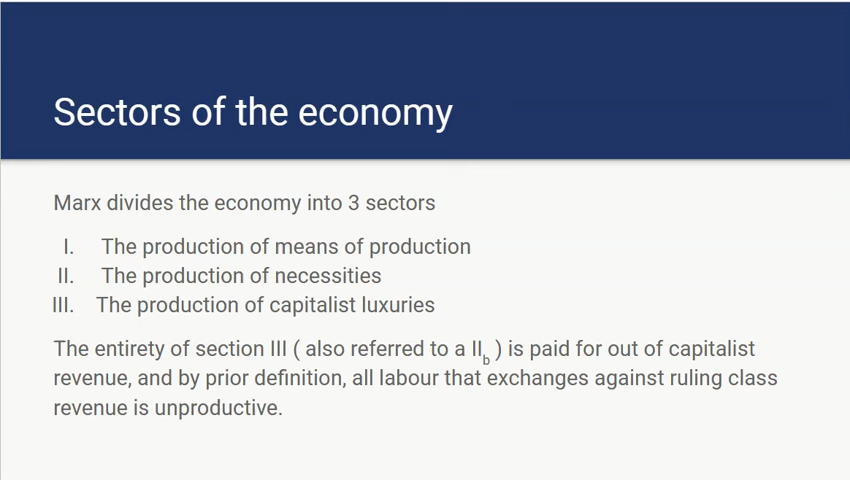 Sectors of the economy
Marx divides the economy into 3 sectors
I. The production of means of production
II. The production of necessities
III. The production of capitalist luxuries
The entirety of section III ( also referred to a IIb ) is paid for out of capitalist
revenue, and by prior definition, all labour that exchanges against ruling class
revenue is unproductive.